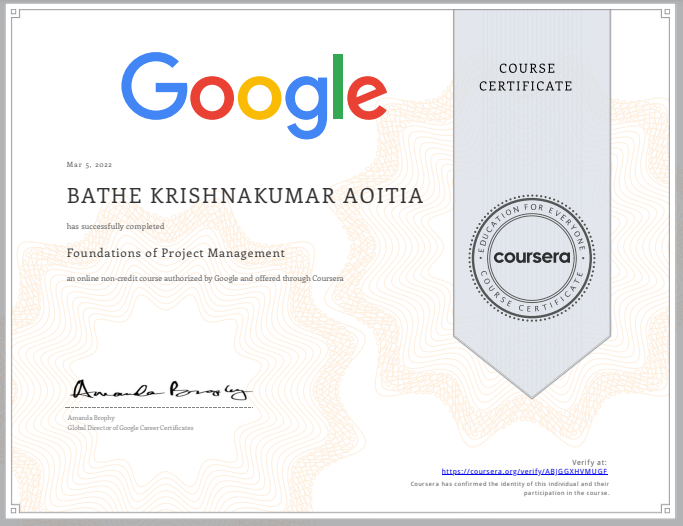 Google
COURSE
CERTIFICATE
Mar 5, 2022
BATHE KRISHNAKUMAR AOITIA
has successfully completed
Foundations of Project Management
an online non-credit course authorized by Google and offered through Coursera
EDUCATION FOR EVERYONE
coursera
COURSE CERTIFICATE
Amanda Brophy
Amanda Brophy
Global Director of Google Career Certificates
Verify at:
https://coursera.org/verify/ABJGGXHVMUGF
Coursera has confirmed the identity of this individual and their
participation in the course.